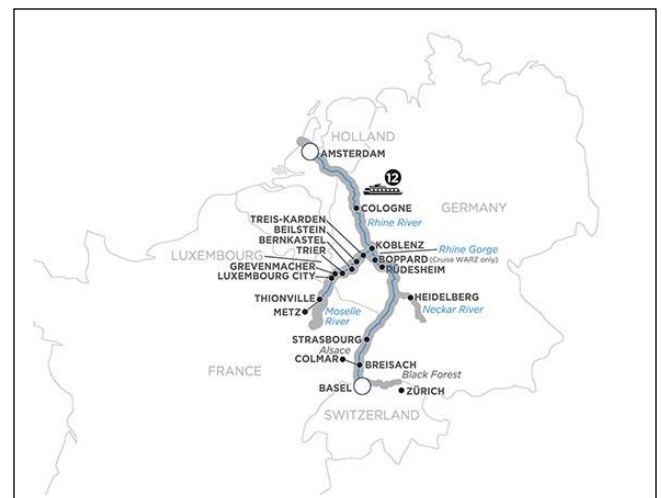 HOLLAND
AMSTERDAM
12
COLOGNE
Rhine River
GERMANY
TREIS-KARDEN
BEILSTEIN
BERNKASTEL
TRIER
KOBLENZ
Rhine Gorge
LUXEMBOURG
BOPPARD (Cruise WARZ only)
GREVENMACHER
RÜDESHEIM
LUXEMBOURG CITY
THIONVILLE
HEIDELBERG
METZ
Moselle
River
Neckar River
STRASBOURG
Alsace
COLMAR
BREISACH
FRANCE
Black Forest
BASEL
ZÜRICH
SWITZERLAND